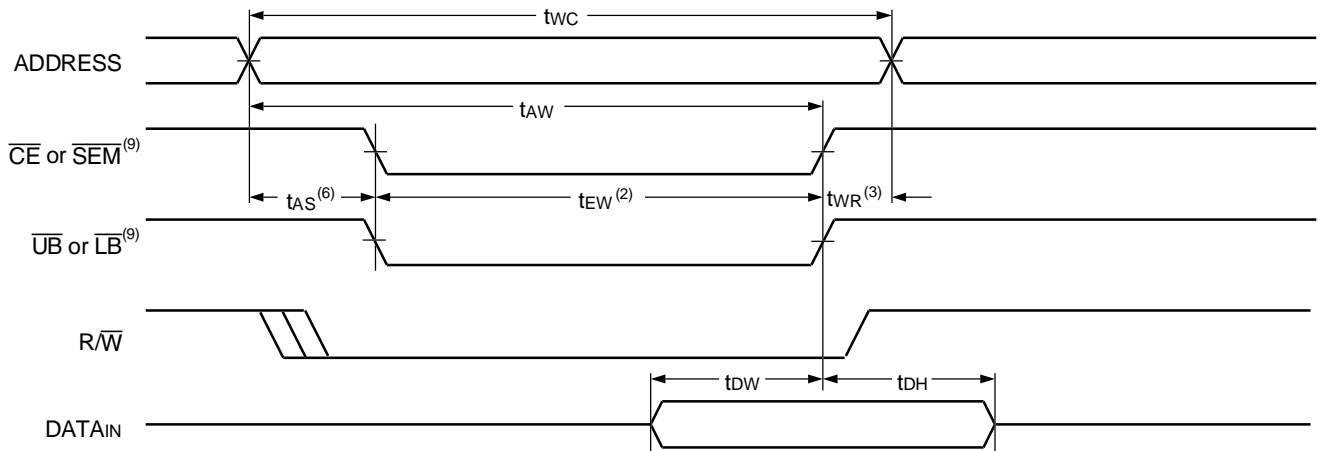 tWC
ADDRESS
tAW
CE or SEM(9)
tAS(6) tEW(2) tWR(3)
UB or LB(9)
R/W
tDW tDH
DATAIN